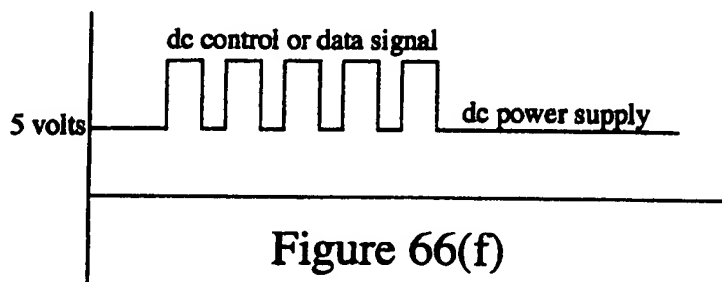 dc control or data signal
5 volts
dc power supply
Figure 66(f)